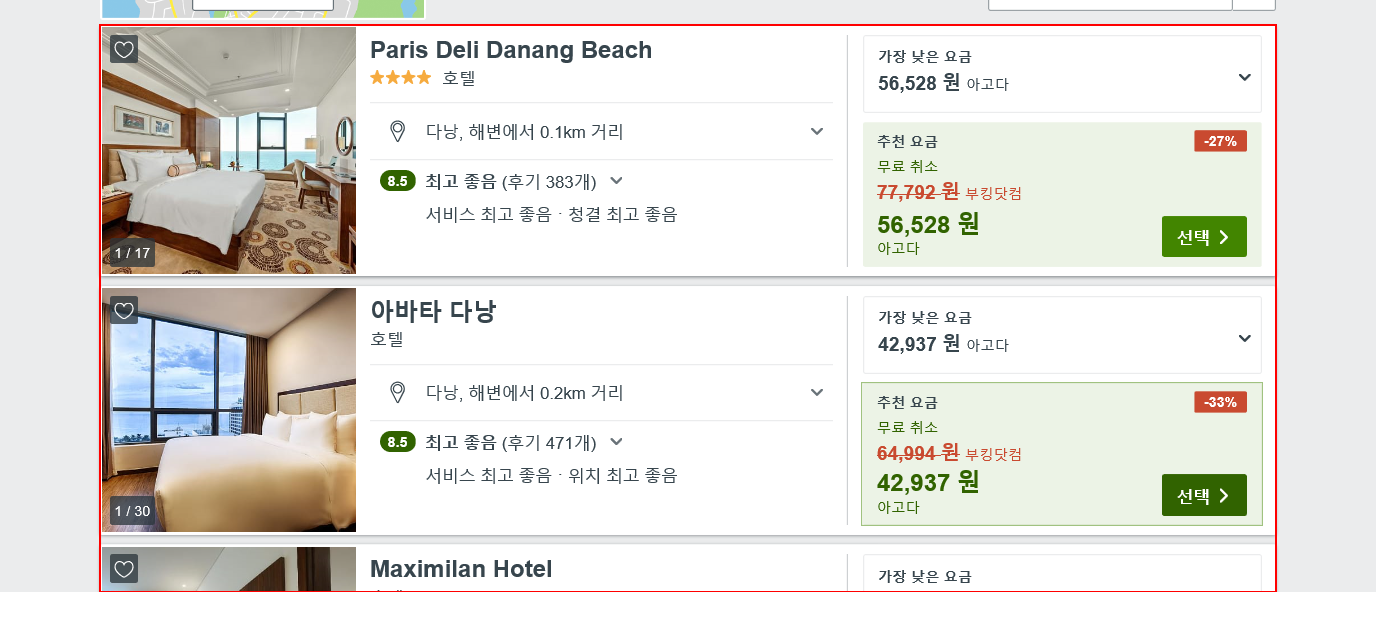 Paris Deli Danang Beach
호텔
다낭, 해변에서 0.1km 거리
8.5 최고 좋음 (후기 383개)
서비스 최고 좋음 · 청결 최고 좋음
1 / 17
가장 낮은 요금
56,528 원 아고다
추천 요금
-27%
무료 취소
77,792 원 부킹닷컴
56,528 원
아고다
선택
아바타 다낭
호텔
다낭, 해변에서 0.2km 거리
8.5 최고 좋음 (후기 471개)
서비스 최고 좋음 · 위치 최고 좋음
1 / 30
가장 낮은 요금
42,937 원 아고다
추천 요금
-33%
무료 취소
64,994 원 부킹닷컴
42,937 원
아고다
선택
Maximilan Hotel
가장 낮은 요금